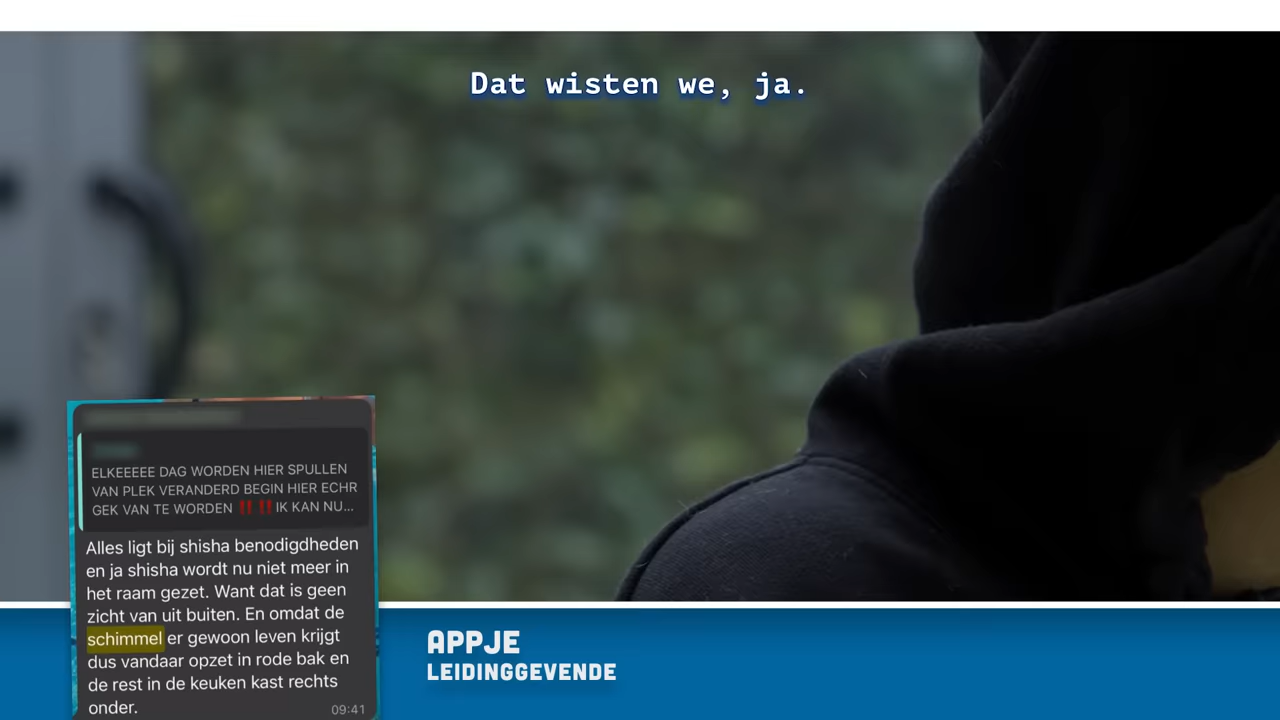 Dat wisten we, ja.
ELKEEEEE DAG WORDEN HIER SPULLEN
VAN PLEK VERANDERD BEGIN HIER ECHR
GEK VAN TE WORDEN ‼️ ‼️ IK KAN NU...
Alles ligt bij shisha benodigdheden
en ja shisha wordt nu niet meer in
het raam gezet. Want dat is geen
zicht van uit buiten. En omdat de
schimmel er gewoon leven krijgt
dus vandaar opzet in rode bak en
de rest in de keuken kast rechts
onder.
09:41
APPJE
LEIDINGGEVENDE